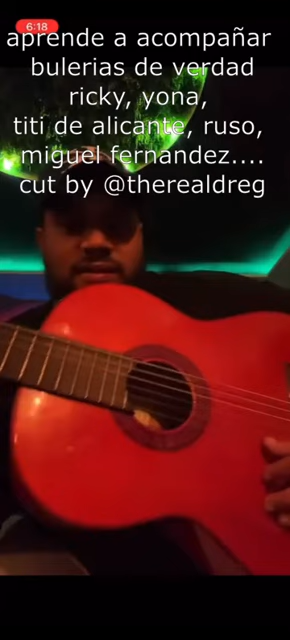 6:18
aprende a acompañar
bulerias de verdad
ricky, yona,
titi de alicante, ruso,
miguel fernandez....
cut by @therealdreg